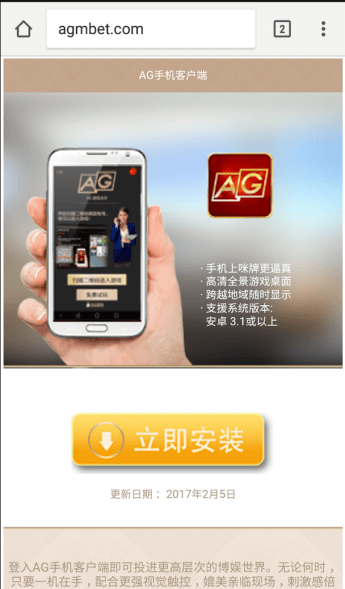 agmbet.com
2
AG手机客户端
AG
扫描二维码进入游戏
免费试玩
AG
· 手机上咪牌更逼真
· 高清全景游戏桌面
· 跨越地域随时显示
· 支援系统版本:
安卓 3.1或以上
立即安装
更新日期： 2017年2月5日
登入AG手机客户端即可投进更高层次的博娱世界。无论何时，
只要一机在手，配合更强视觉触控，媲美亲临现场，刺激感倍